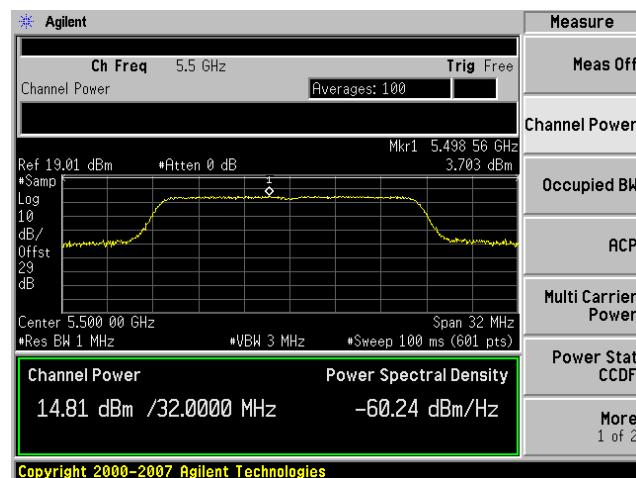 Agilent
Measure
Ch Freq 5.5 GHz Trig Free
Channel Power Averages: 100
Mkr1 5.498 56 GHz
Ref 19.01 dBm #Atten 0 dB 3.703 dBm
#Samp
Log
10
dB/
Offst
29
dB
1
Center 5.500 00 GHz Span 32 MHz
#Res BW 1 MHz #VBW 3 MHz #Sweep 100 ms (601 pts)
Channel Power Power Spectral Density
14.81 dBm /32.0000 MHz -60.24 dBm/Hz
Copyright 2000-2007 Agilent Technologies
Meas Off
Channel Power
Occupied BW
ACP
Multi Carrier
Power
Power Stat
CCDF
More
1 of 2